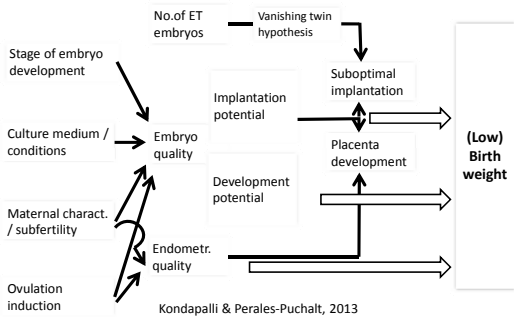 No.of ET
embryos
Vanishing twin
hypothesis
Stage of embryo
development
Suboptimal
implantation
Implantation
potential
Culture medium /
conditions
Embryo
quality
Placenta
development
(Low)
Birth
weight
Development
potential
Maternal charact.
/ subfertility
Endometr.
quality
Ovulation
induction
Kondapalli & Perales-Puchalt, 2013